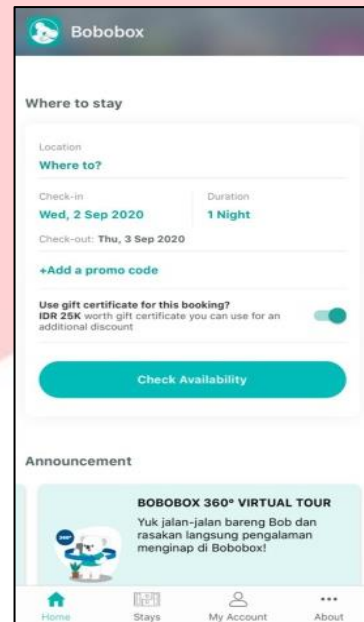 Bobobox
Where to stay
Location
Where to?
Check-in
Duration
Wed, 2 Sep 2020
1 Night
Check-out: Thu, 3 Sep 2020
+Add a promo code
Use gift certificate for this booking?
IDR 25K worth gift certificate you can use for an
additional discount
Check Availability
Announcement
360°
BOBOBOX 360° VIRTUAL TOUR
Yuk jalan-jalan bareng Bob dan
rasakan langsung pengalaman
menginap di Bobobox!
Home
Stays
My Account
About